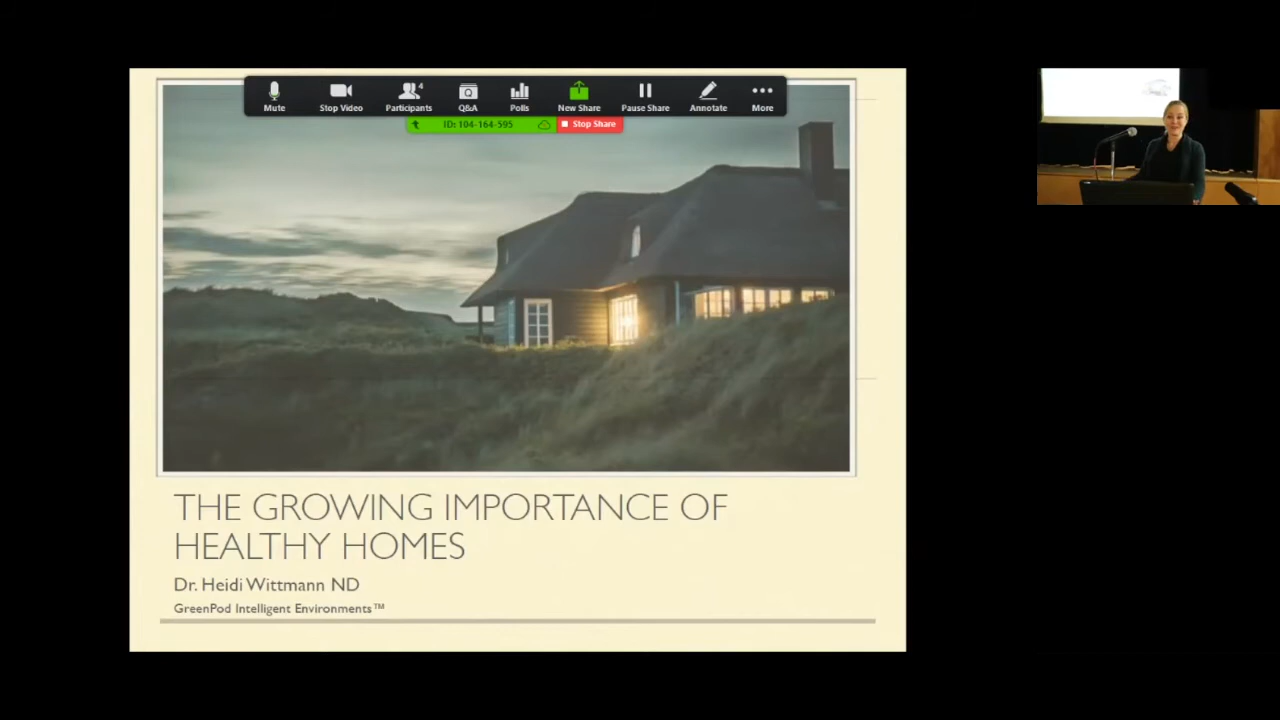 Mute
Stop Video
Participants
4
Q&A
Polls
New Share
Pause Share
Annotate
More
ID: 104-164-595
Stop Share
THE GROWING IMPORTANCE OF
HEALTHY HOMES
Dr. Heidi Wittmann ND
GreenPod Intelligent Environments™